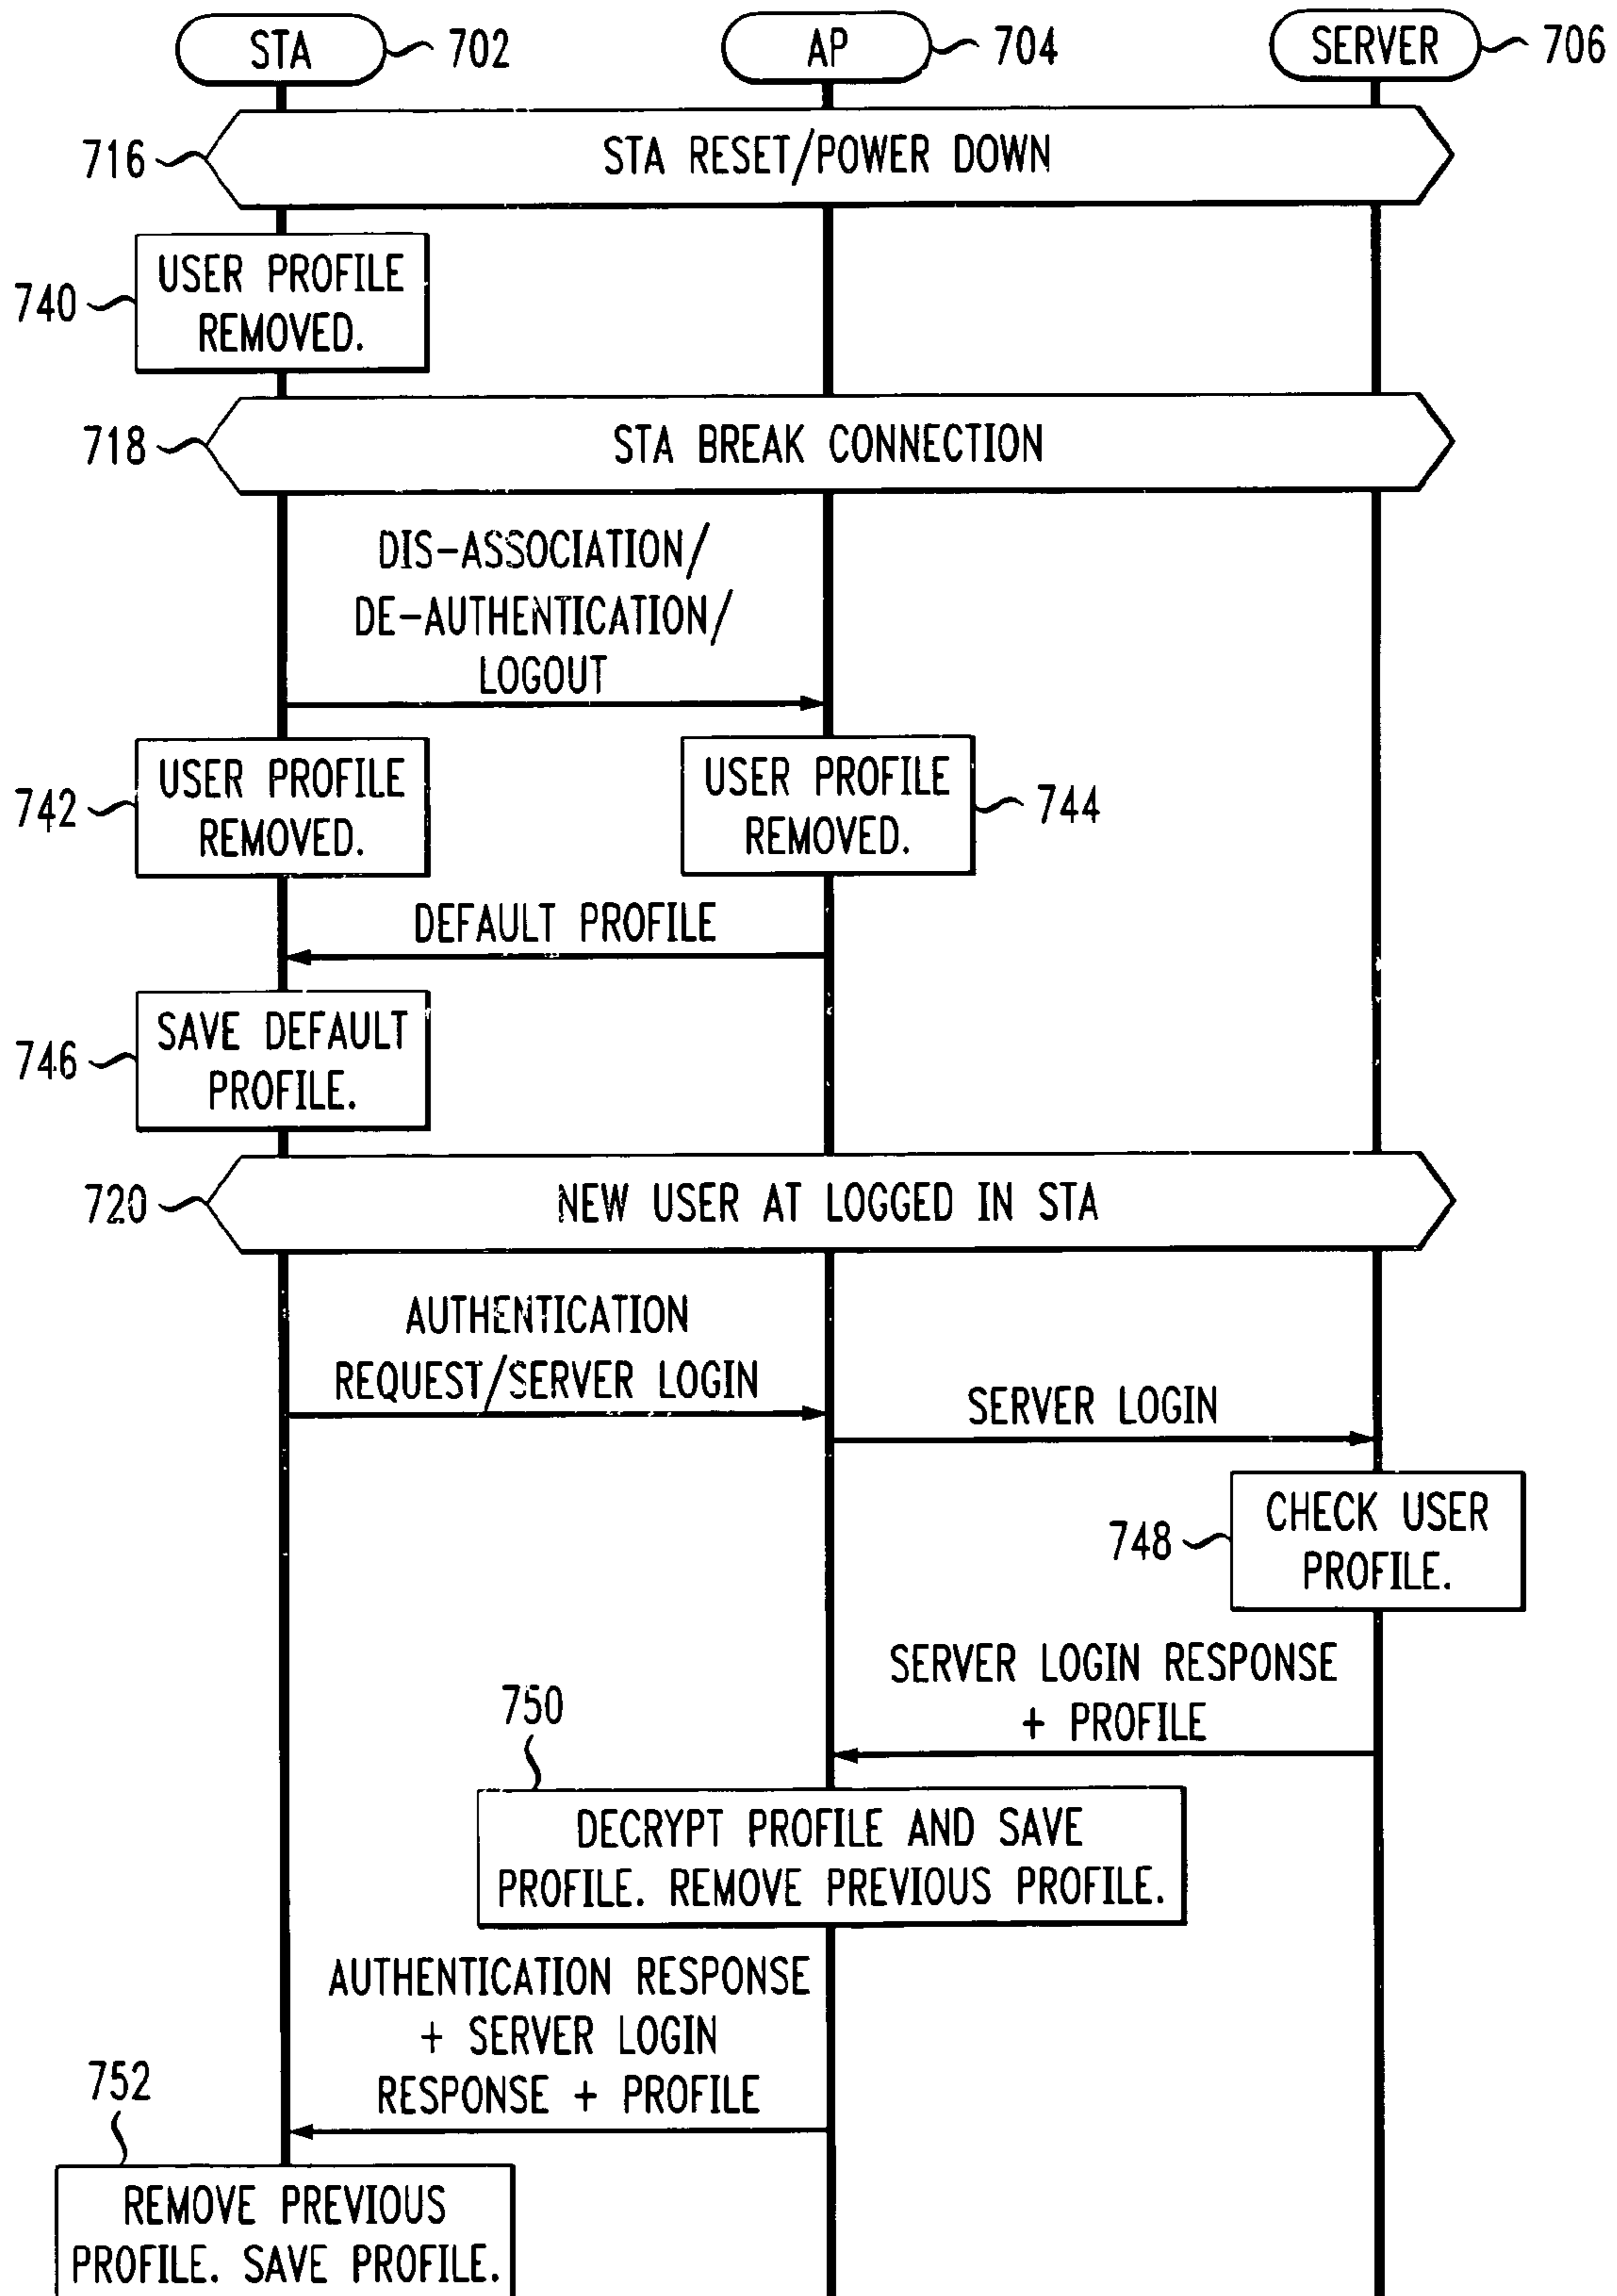 STA 702
AP 704
SERVER 706
716 STA RESET/POWER DOWN
740
USER PROFILE
REMOVED.
718 STA BREAK CONNECTION
DIS-ASSOCIATION/
DE-AUTHENTICATION/
LOGOUT
742
USER PROFILE
REMOVED.
USER PROFILE
REMOVED.
744
DEFAULT PROFILE
746
SAVE DEFAULT
PROFILE.
720 NEW USER AT LOGGED IN STA
AUTHENTICATION
REQUEST/SERVER LOGIN
SERVER LOGIN
748
CHECK USER
PROFILE.
SERVER LOGIN RESPONSE
+ PROFILE
750
DECRYPT PROFILE AND SAVE
PROFILE. REMOVE PREVIOUS PROFILE.
AUTHENTICATION RESPONSE
+ SERVER LOGIN
RESPONSE + PROFILE
752
REMOVE PREVIOUS
PROFILE. SAVE PROFILE.